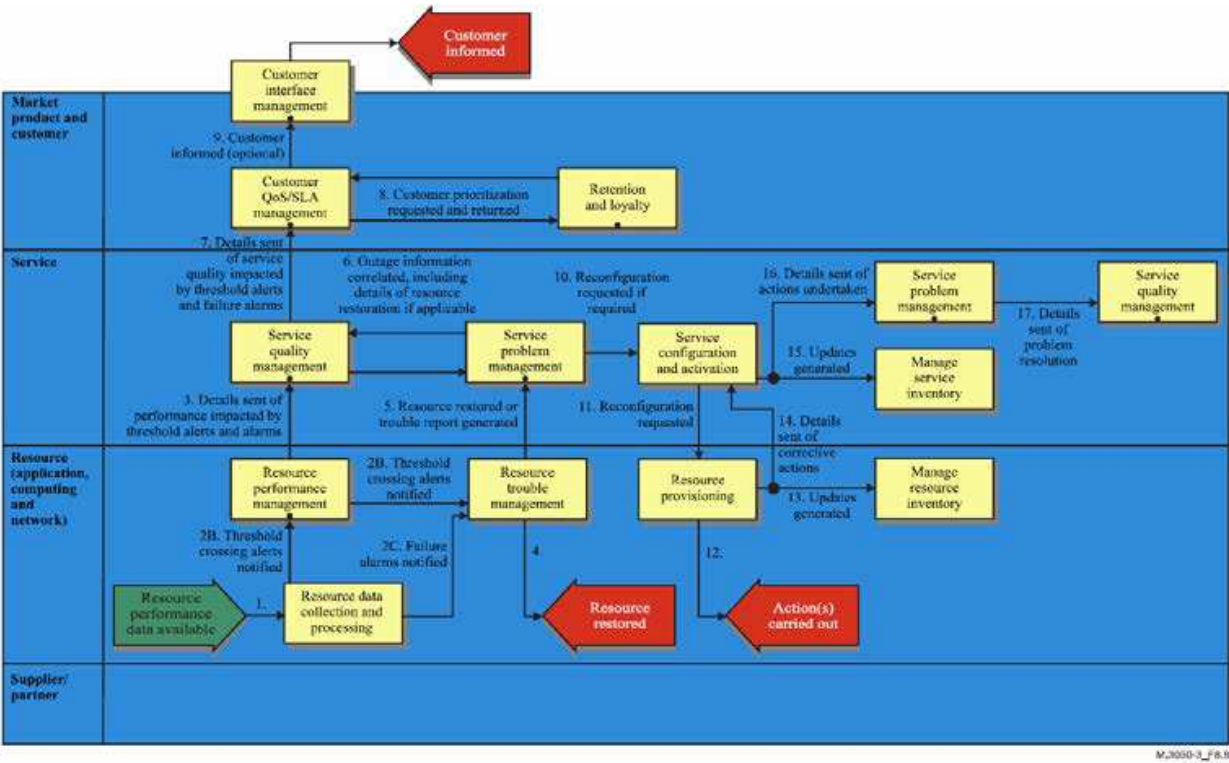 Customer
informed
Customer
interface
management
Market
product and
customer
9. Customer
informed (optional)
Customer
QoS/SLA
management
8. Customer prioritization
requested and returned
Retention
and loyalty
Service
7. Details sent
of service
quality impacted
by threshold alerts
and failure alarms
6. Outage information
correlated, including
details of resource
restoration if applicable
10. Reconfiguration
requested if
required
16. Details sent of
actions undertaken
Service
problem
management
17. Details
sent of
problem
resolution
Service
quality
management
Service
quality
management
Service
problem
management
Service
configuration
and activation
15. Updates
generated
Manage
service
inventory
3. Details sent of
performance impacted by
threshold alerts and alarms
5. Resource restored or
trouble report generated
11. Reconfiguration
requested
14. Details
sent of
corrective
actions
Resource
(application,
computing
and
network)
Resource
performance
management
2B. Threshold
crossing alerts
notified
Resource
trouble
management
Resource
provisioning
13. Updates
generated
Manage
resource
inventory
2B. Threshold
crossing alerts
notified
2C. Failure
alarms notified
4.
12.
Resource
performance
data available
1.
Resource data
collection and
processing
Resource
restored
Action(s)
carried out
Supplier/
partner
M.3050-3_F8.8